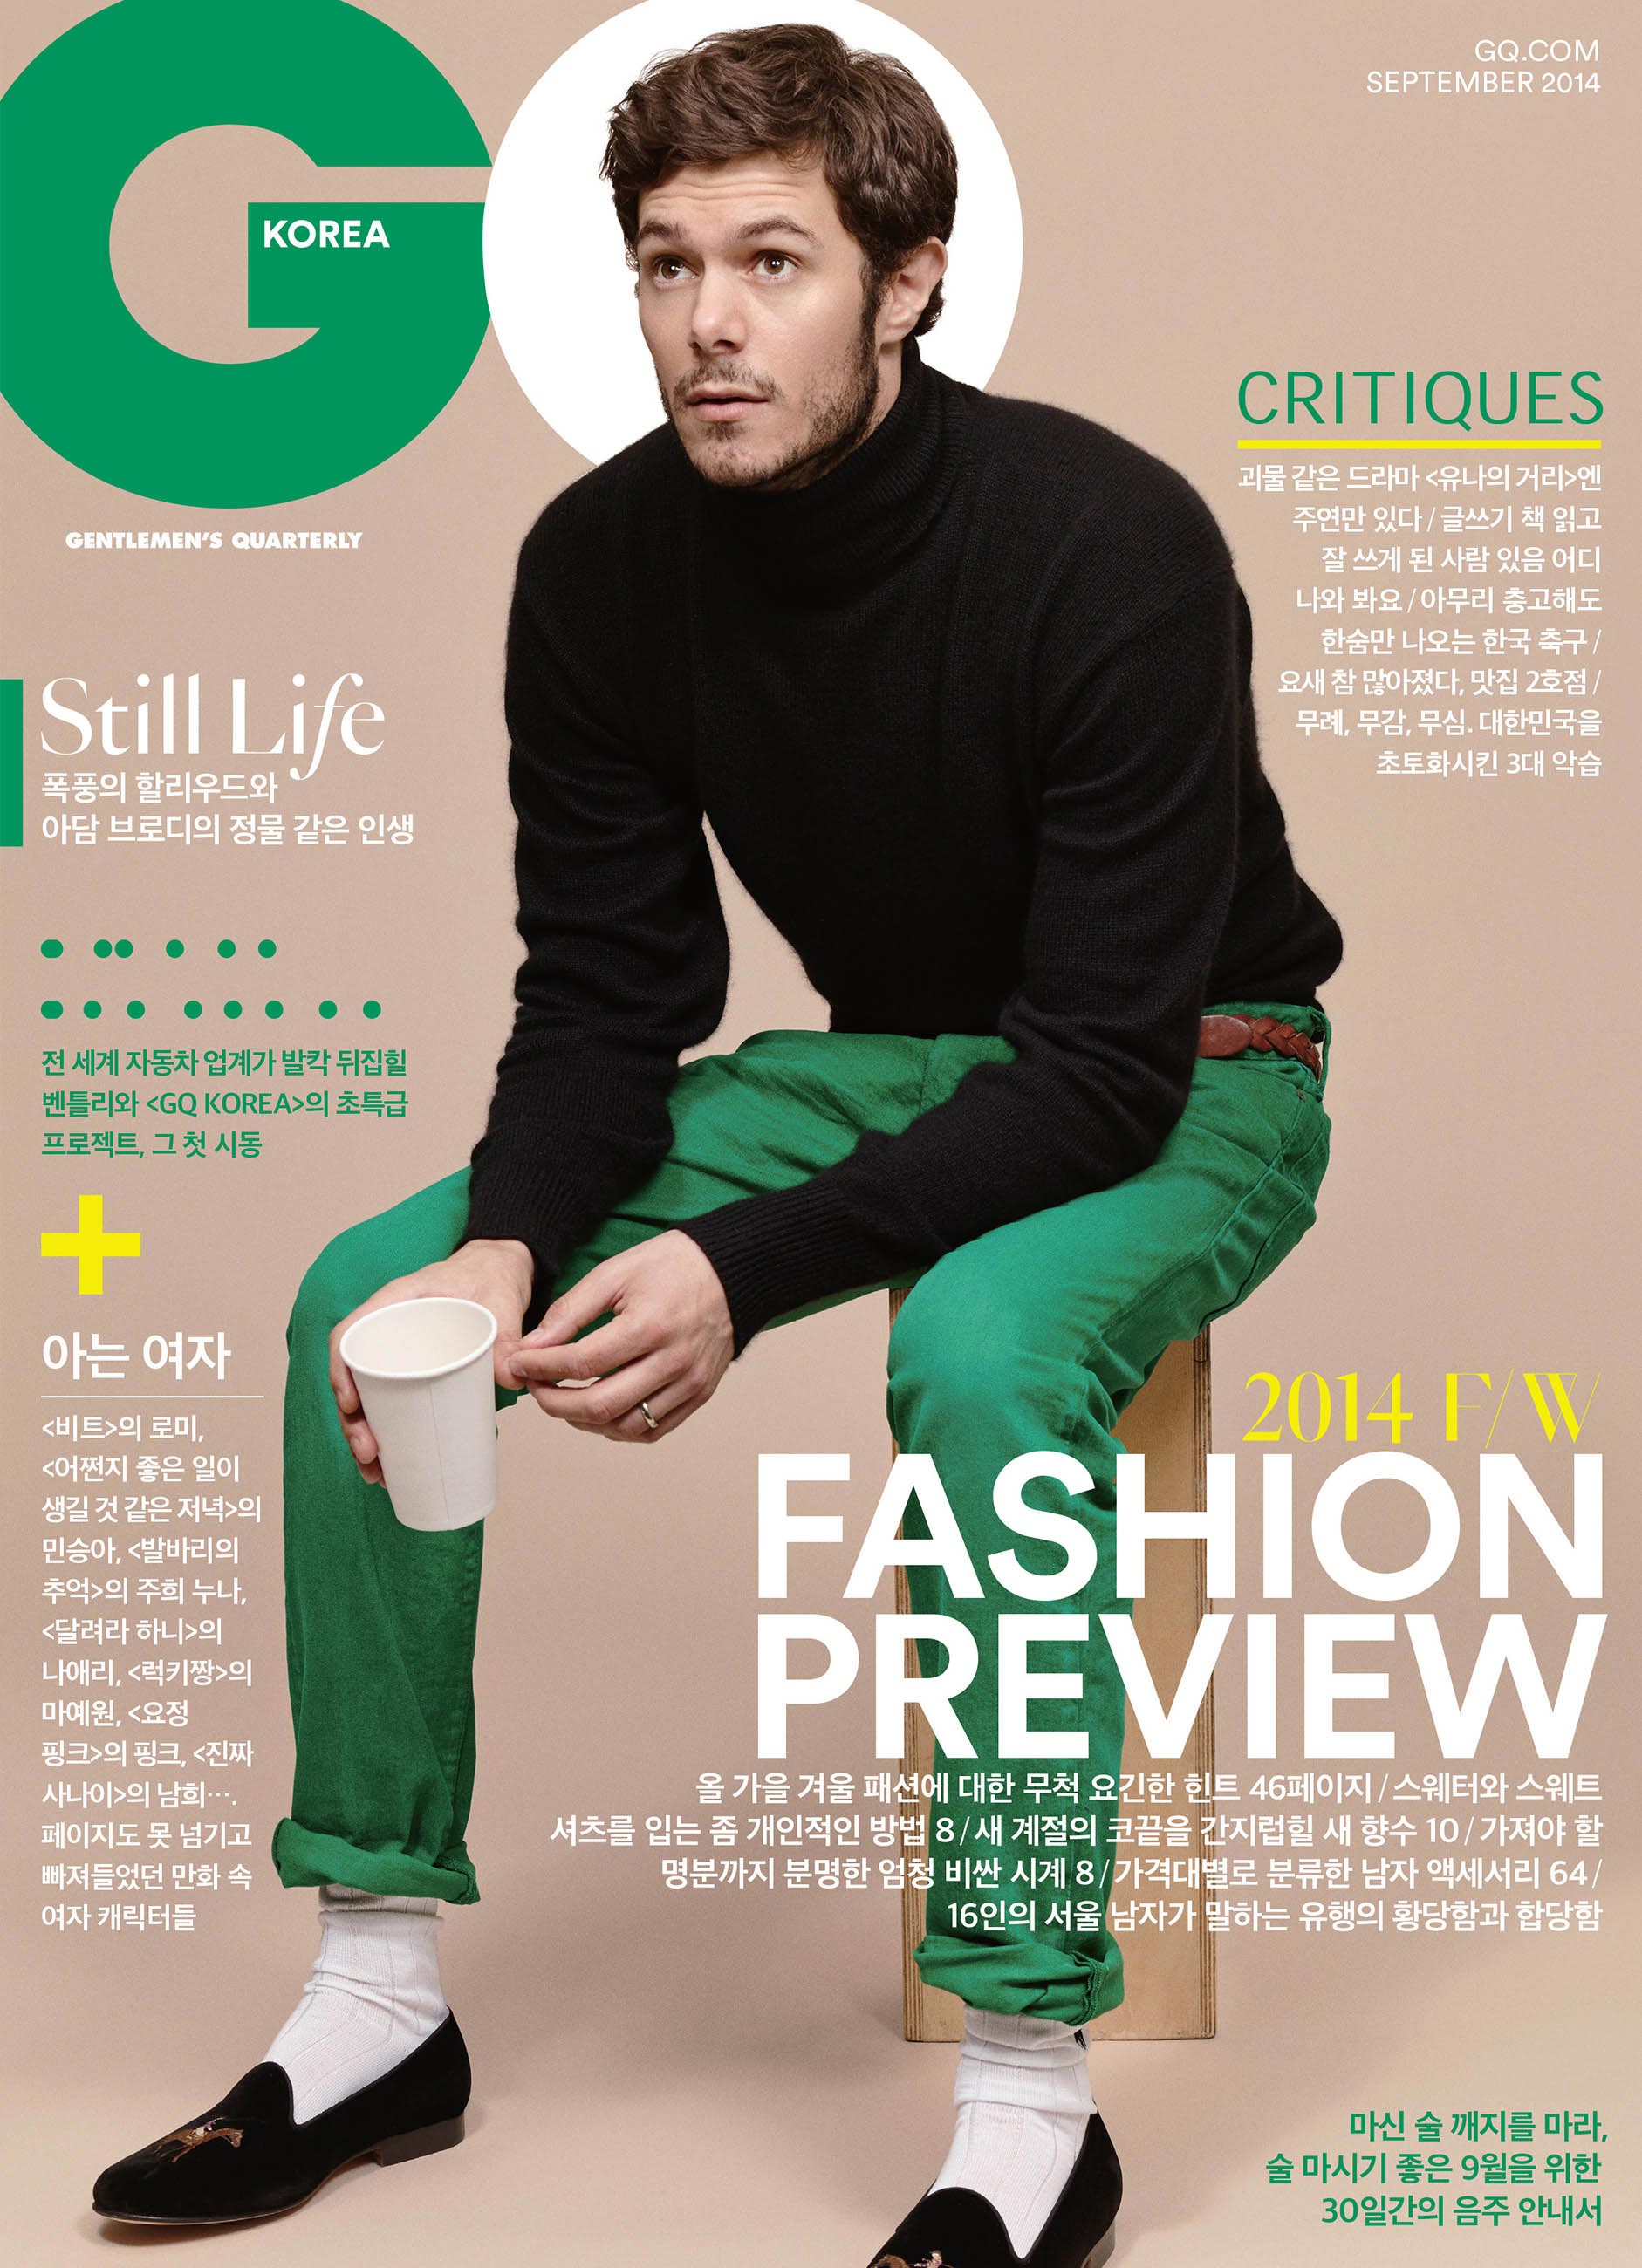 GQ
KOREA
GENTLEMEN'S QUARTERLY
GQ.COM
SEPTEMBER 2014
CRITIQUES
괴물 같은 드라마 <유나의 거리>엔
주연만 있다 / 글쓰기 책 읽고
잘 쓰게 된 사람 있음 어디
나와 봐요 / 아무리 충고해도
한숨만 나오는 한국 축구 /
요새 참 많아졌다, 맛집 2호점 /
무례, 무감, 무심. 대한민국을
초토화시킨 3대 악습
Still Life
폭풍의 할리우드와
아담 브로디의 정물 같은 인생
전 세계 자동차 업계가 발칵 뒤집힐
벤틀리와 <GQ KOREA>의 초특급
프로젝트, 그 첫 시동
+
아는 여자
<비트>의 로미,
<어쩐지 좋은 일이
생길 것 같은 저녁>의
민승아, <발바리의
추억>의 주희 누나,
<달려라 하니>의
나애리, <럭키짱>의
마예원, <요정
핑크>의 핑크, <진짜
사나이>의 남희….
페이지도 못 넘기고
빠져들었던 만화 속
여자 캐릭터들
2014 F/W
FASHION
PREVIEW
올 가을 겨울 패션에 대한 무척 요긴한 힌트 46페이지 / 스웨터와 스웨트
셔츠를 입는 좀 개인적인 방법 8 / 새 계절의 코끝을 간지럽힐 새 향수 10 / 가져야 할
명분까지 분명한 엄청 비싼 시계 8 / 가격대별로 분류한 남자 액세서리 64 /
16인의 서울 남자가 말하는 유행의 황당함과 합당함
마신 술 깨지를 마라,
술 마시기 좋은 9월을 위한
30일간의 음주 안내서